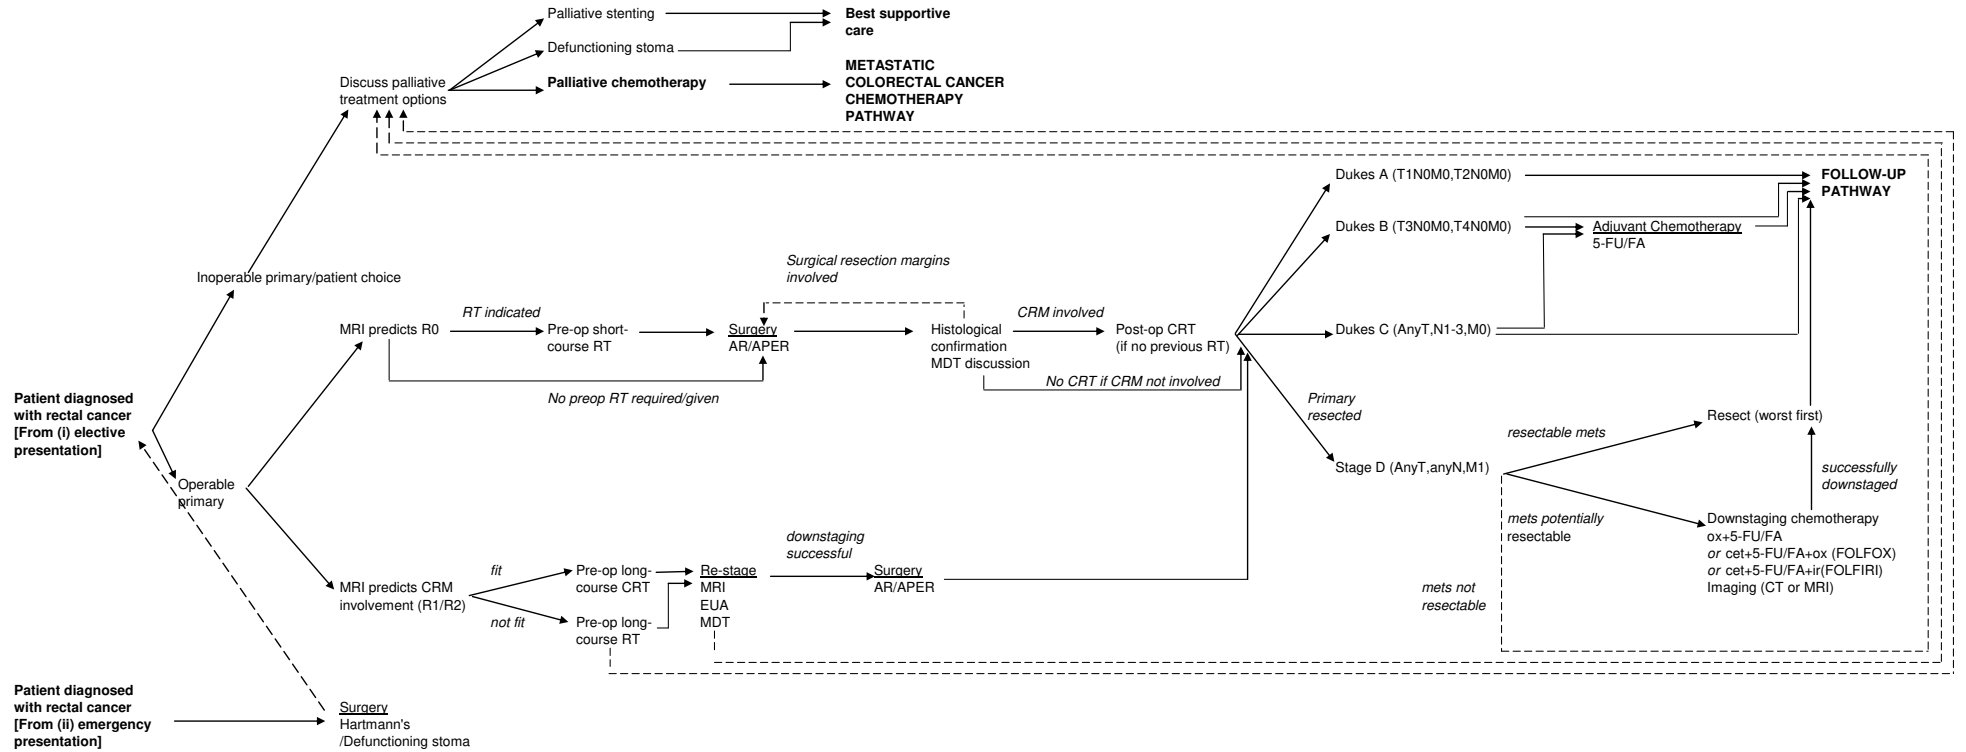 Palliative stenting
Best supportive
care
Defunctioning stoma
Discuss palliative
treatment options
Palliative chemotherapy
METASTATIC
COLORECTAL CANCER
CHEMOTHERAPY
PATHWAY
Dukes A (T1N0M0,T2N0M0)
FOLLOW-UP
PATHWAY
Dukes B (T3N0M0,T4N0M0)
Adjuvant Chemotherapy
5-FU/FA
Inoperable primary/patient choice
Surgical resection margins
involved
MRI predicts R0
RT indicated
Pre-op short-
course RT
Surgery
AR/APER
Histological
confirmation
MDT discussion
CRM involved
Post-op CRT
(if no previous RT)
Dukes C (AnyT,N1-3,M0)
No CRT if CRM not involved
No preop RT required/given
Patient diagnosed
with rectal cancer
[From (i) elective
presentation]
Primary
resected
Resect (worst first)
resectable mets
Stage D (AnyT,anyN,M1)
successfully
downstaged
Operable
primary
mets potentially
resectable
Downstaging chemotherapy
ox+5-FU/FA
or cet+5-FU/FA+ox (FOLFOX)
or cet+5-FU/FA+ir(FOLFIRI)
Imaging (CT or MRI)
downstaging
successful
MRI predicts CRM
involvement (R1/R2)
fit
not fit
Pre-op long-
course CRT
Pre-op long-
course RT
Re-stage
MRI
EUA
MDT
Surgery
AR/APER
mets not
resectable
Patient diagnosed
with rectal cancer
[From (ii) emergency
presentation]
Surgery
Hartmann's
/Defunctioning stoma